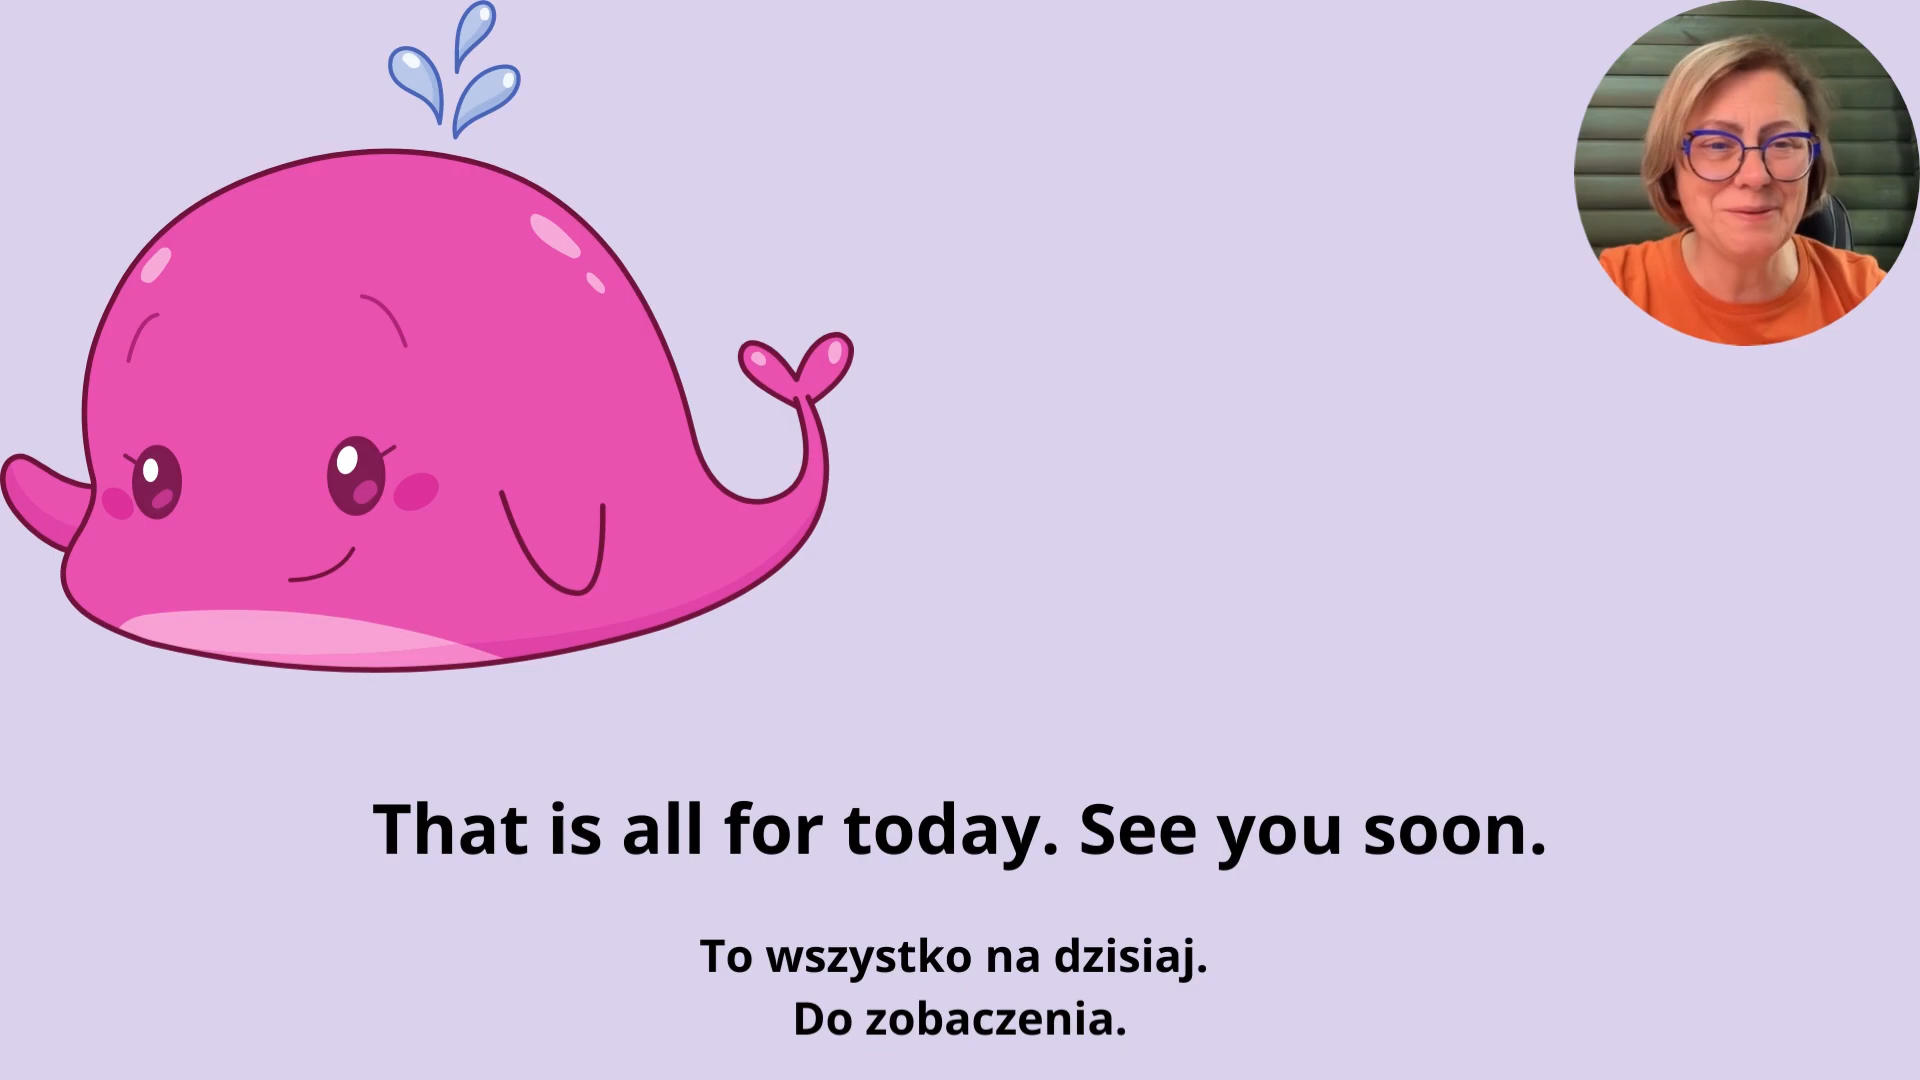 That is all for today. See you soon.
To wszystko na dzisiaj.
Do zobaczenia.